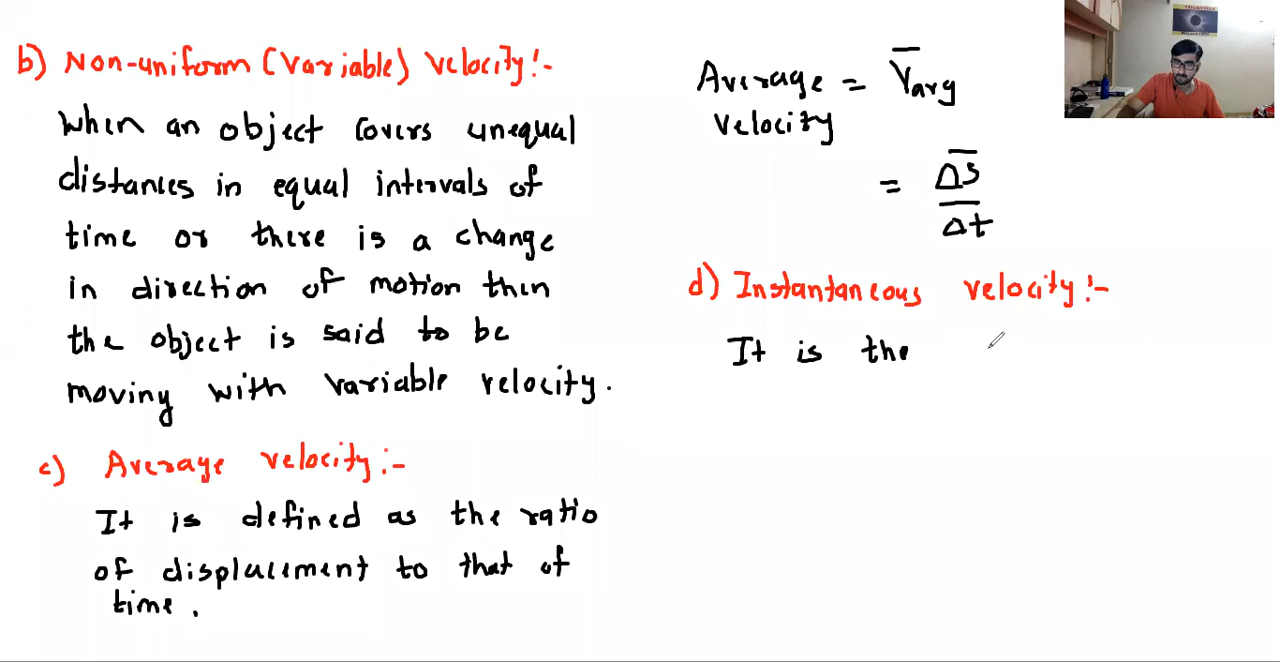 b) Non-uniform (Variable) velocity:-
When an object covers unequal
distances in equal intervals of
time or there is a change
in direction of motion then
the object is said to be
moving with variable velocity.
c) Average velocity:-
It is defined as the ratio
of displacement to that of
time.
Average = V̅avg
velocity
= Δs̅
Δt
d) Instantaneous velocity:-
It is the